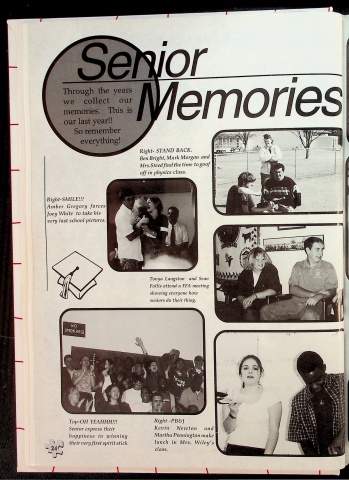 Senior
Memories
Through the years
we collect our
memories. This is
our last year!!
So remember
everything!
Right- STAND BACK.
Ben Bright, Mark Morgan and
Mrs. Steed find the time to goof
off in physics class.
Right-SMILE!!!
Amber Gregory forces
Joey White to take his
very last school pictures.
Tonya Langston and Sean
Follis attend a FFA meeting
showing everyone how
seniors do their thing.
NO
SMOKING
Top-OH YEAHHH!!!
Senior express their
happiness in winning
their very first spirit stick.
Right -PB&J
Kevin Newton and
Martha Pennington make
lunch in Mrs. Wiley's
class.